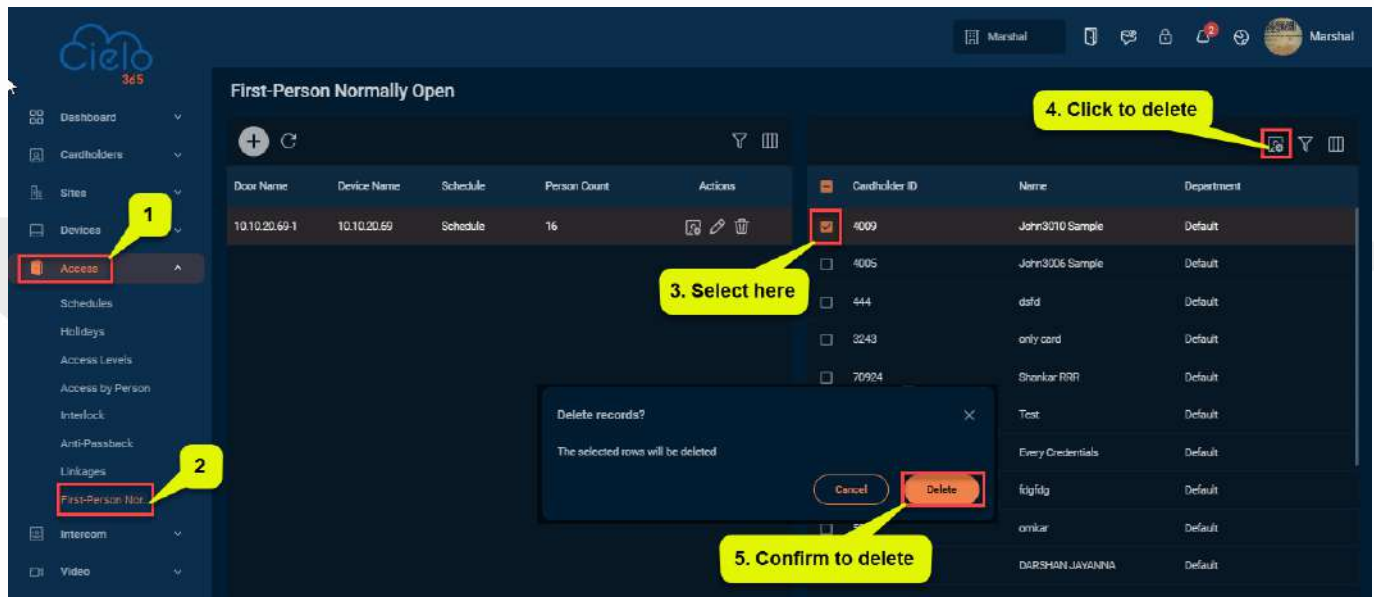 Cielo
365
Marshal
2
Marshal
First-Person Normally Open
4. Click to delete
Dashboard
Cardholders
Sites
1
Devices
Access
Schedules
Holidays
Access Levels
Access by Person
Interlock
Anti-Passback
Linkages
2
First-Person Nor...
Intercom
Video
Door Name Device Name Schedule Person Count Actions
10.10.20.69-1 10.10.20.69 Schedule 16
3. Select here
Cardholder ID Name Department
4009 John3010 Sample Default
4005 John3006 Sample Default
444 dsfd Default
3243 only card Default
70924 Shankar RRR Default
Test Default
Every Credentials Default
fdgfdg Default
omkar Default
DARSHAN JAYANNA Default
Delete records?
The selected rows will be deleted
Cancel Delete
5. Confirm to delete